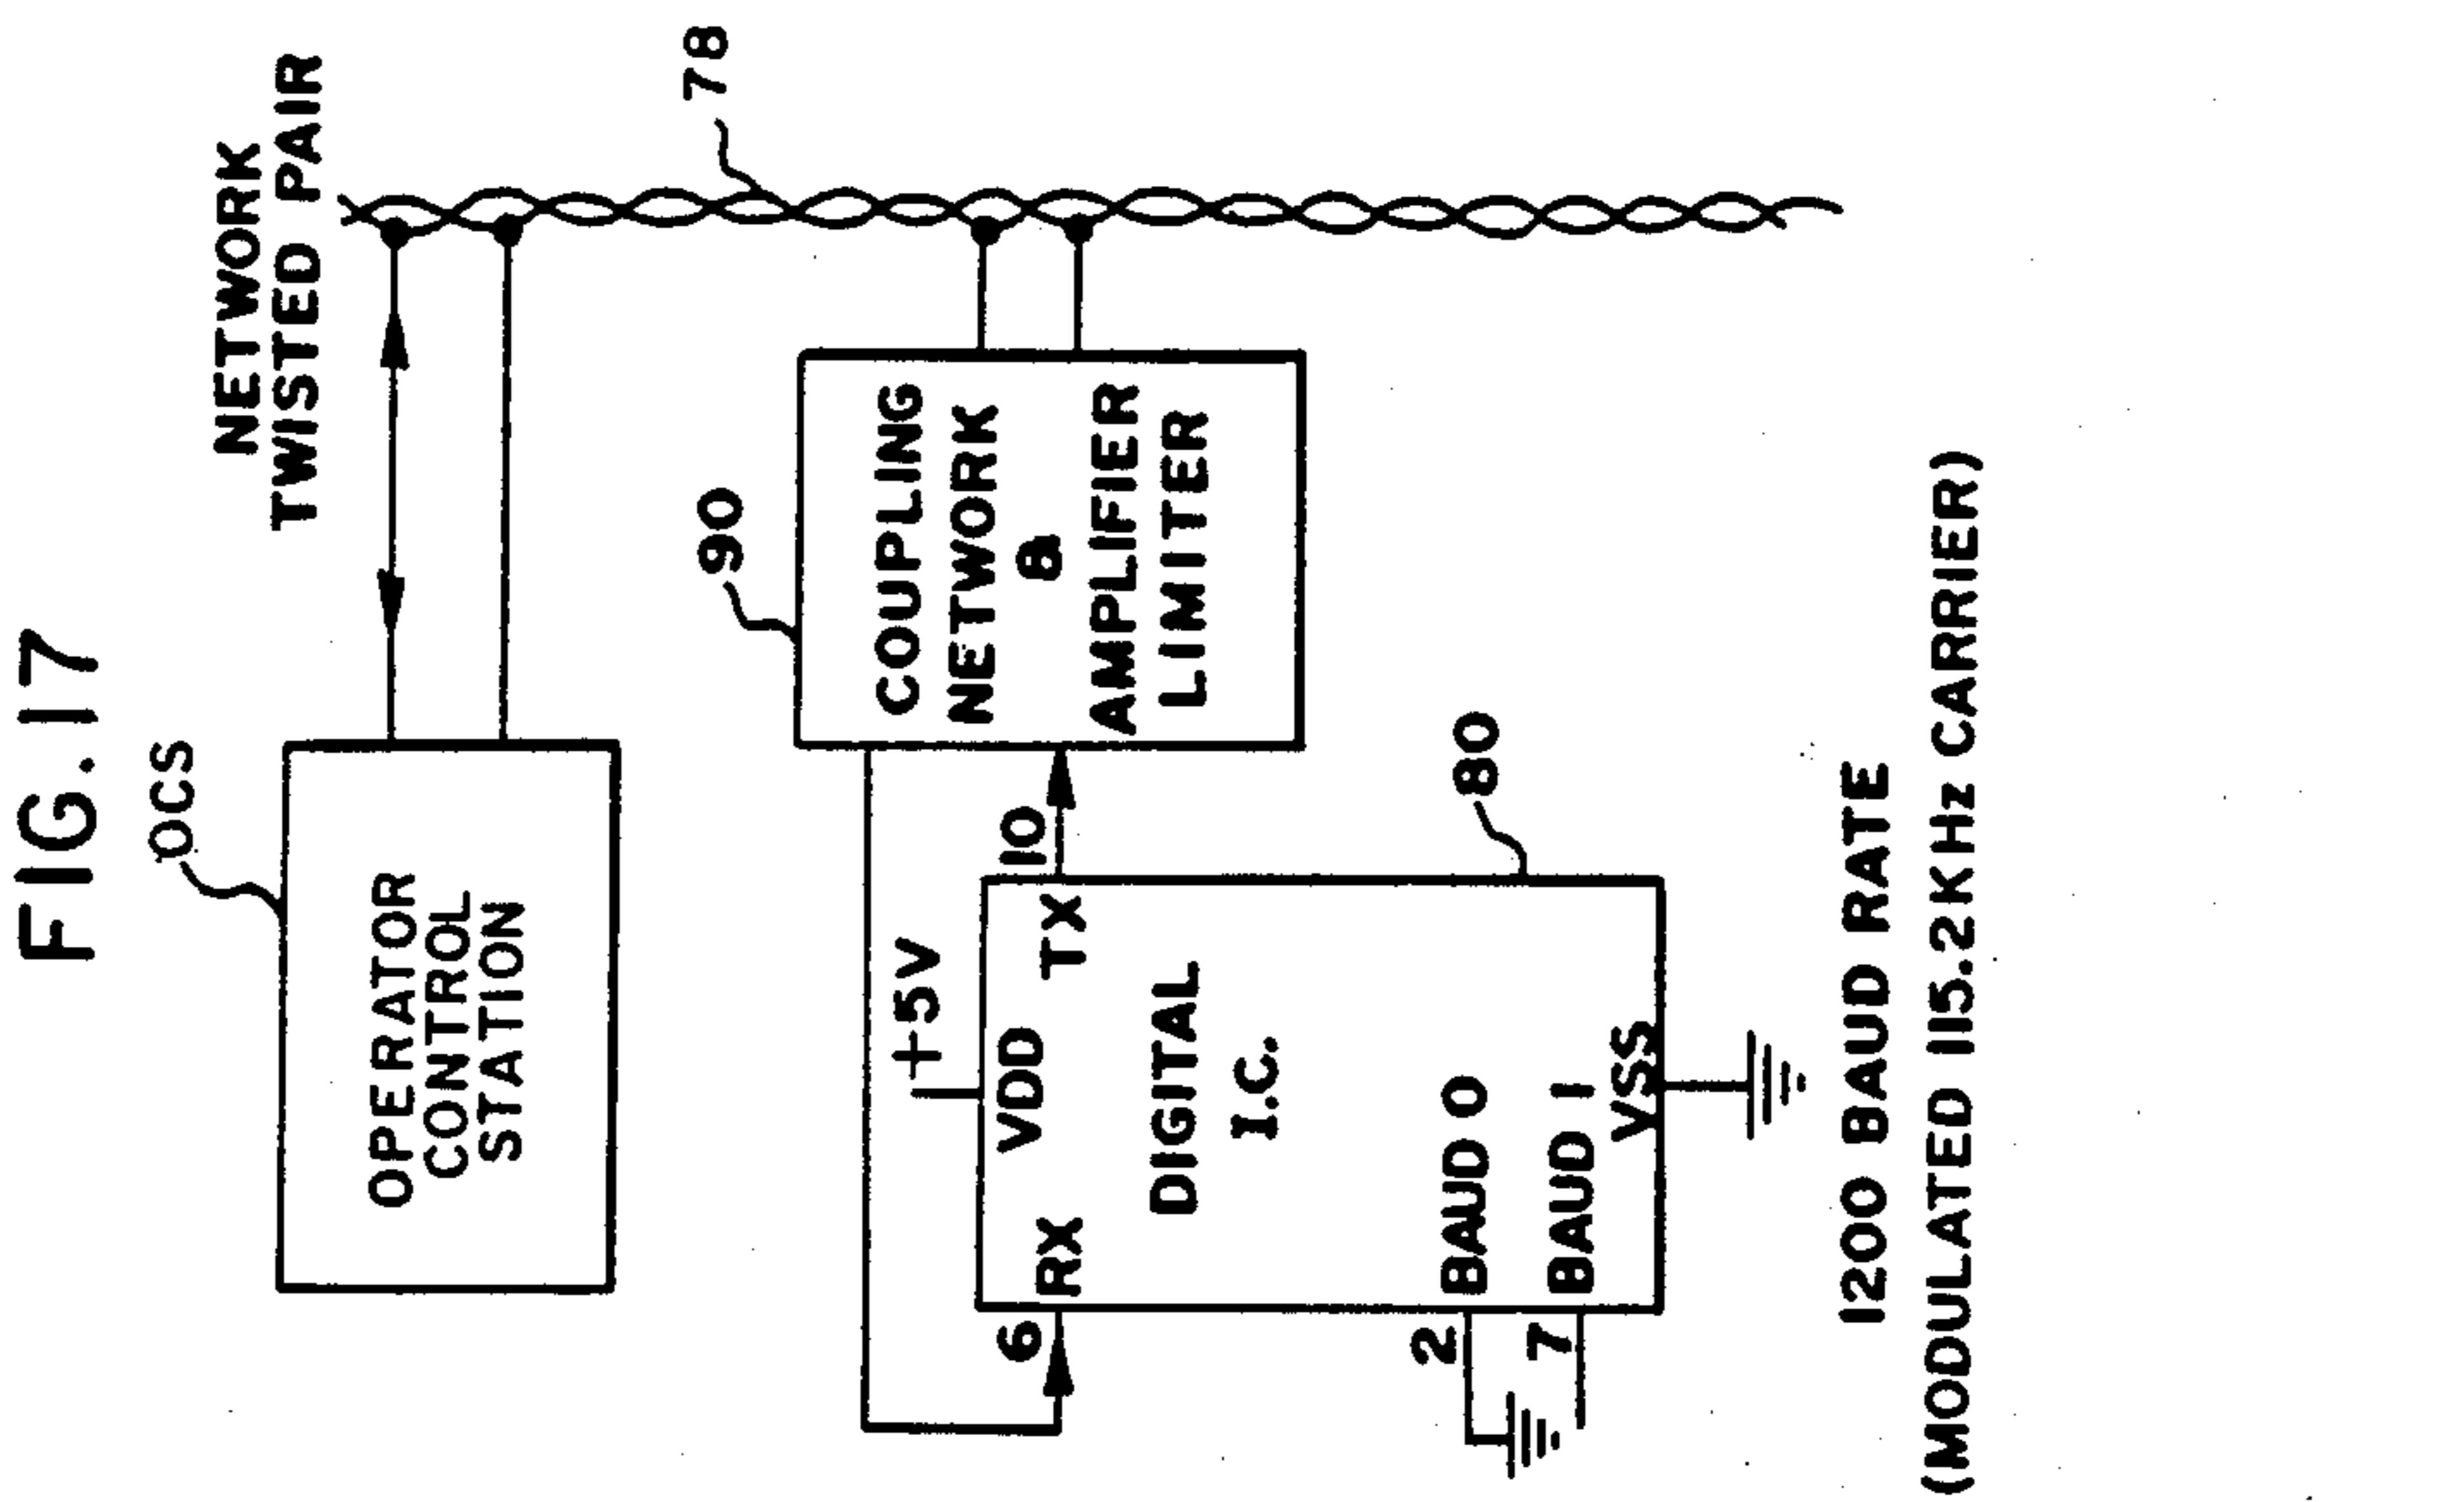 FIG. 17
NETWORK
TWISTED PAIR
OCS
OPERATOR
CONTROL
STATION
78
90
COUPLING
NETWORK
&
AMPLIFIER
LIMITER
+5V
6
RX
VDD
TX
10
DIGITAL
I.C.
80
2
BAUD 0
7
BAUD 1
VSS
1200 BAUD RATE
(MODULATED 115.2KHz CARRIER)